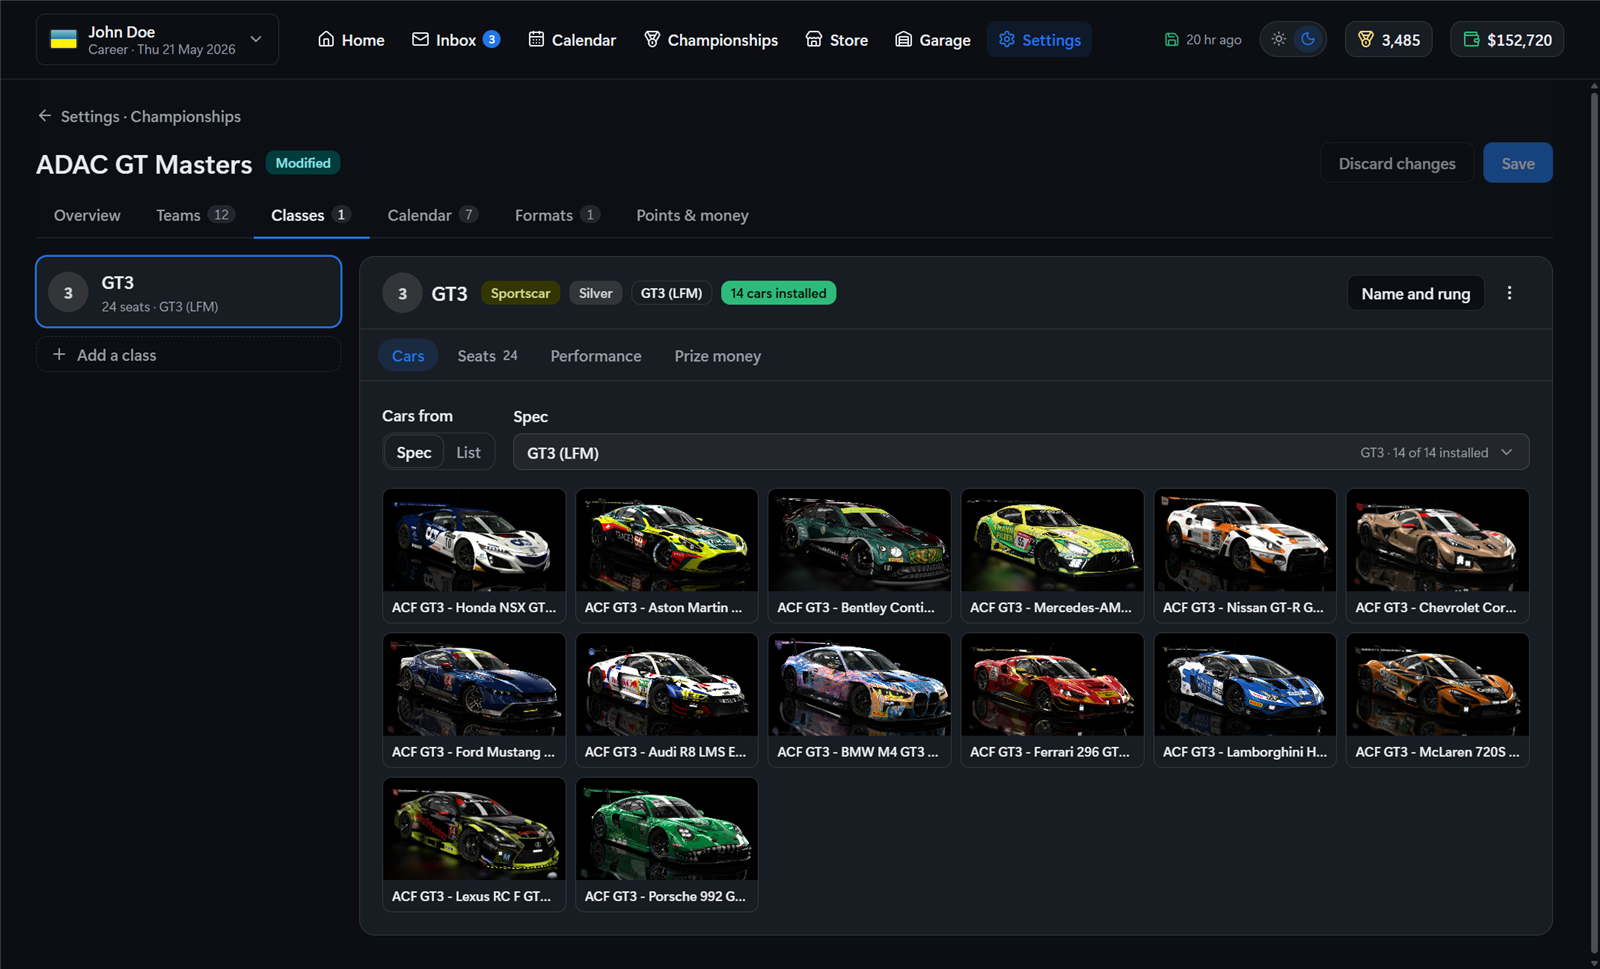 John Doe
Career · Thu 21 May 2026
Home
Inbox 3
Calendar
Championships
Store
Garage
Settings
20 hr ago
3,485
$152,720
Settings · Championships
ADAC GT Masters Modified
Discard changes
Save
Overview
Teams 12
Classes 1
Calendar 7
Formats 1
Points & money
3
GT3
24 seats · GT3 (LFM)
Add a class
3 GT3 Sportscar Silver GT3 (LFM) 14 cars installed
Name and rung
Cars
Seats 24
Performance
Prize money
Cars from
Spec
Spec List
GT3 (LFM)
GT3 · 14 of 14 installed
ACF GT3 - Honda NSX GT...
ACF GT3 - Aston Martin ...
ACF GT3 - Bentley Conti...
ACF GT3 - Mercedes-AM...
ACF GT3 - Nissan GT-R G...
ACF GT3 - Chevrolet Cor...
ACF GT3 - Ford Mustang ...
ACF GT3 - Audi R8 LMS E...
ACF GT3 - BMW M4 GT3 ...
ACF GT3 - Ferrari 296 GT...
ACF GT3 - Lamborghini H...
ACF GT3 - McLaren 720S ...
ACF GT3 - Lexus RC F GT...
ACF GT3 - Porsche 992 G...